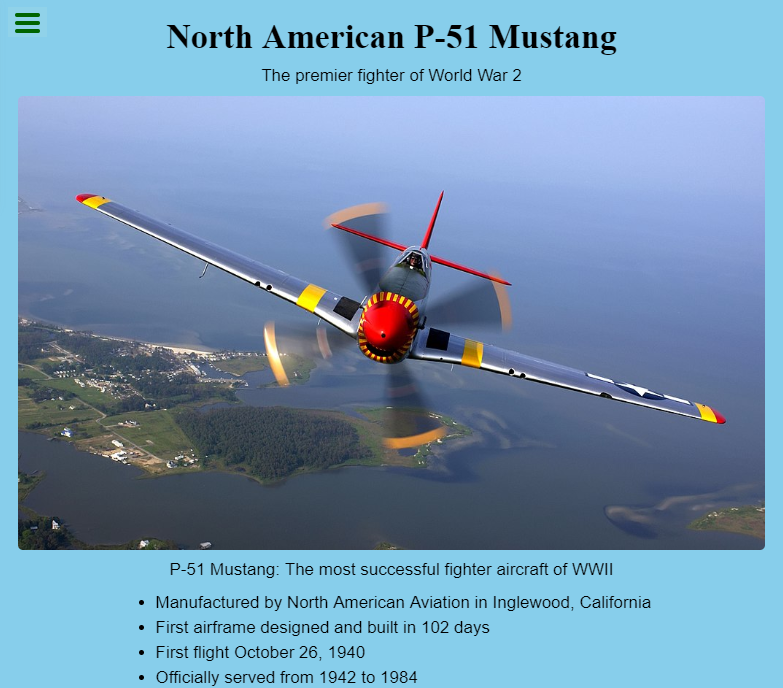 North American P-51 Mustang
The premier fighter of World War 2
P-51 Mustang: The most successful fighter aircraft of WWII
Manufactured by North American Aviation in Inglewood, California
First airframe designed and built in 102 days
First flight October 26, 1940
Officially served from 1942 to 1984